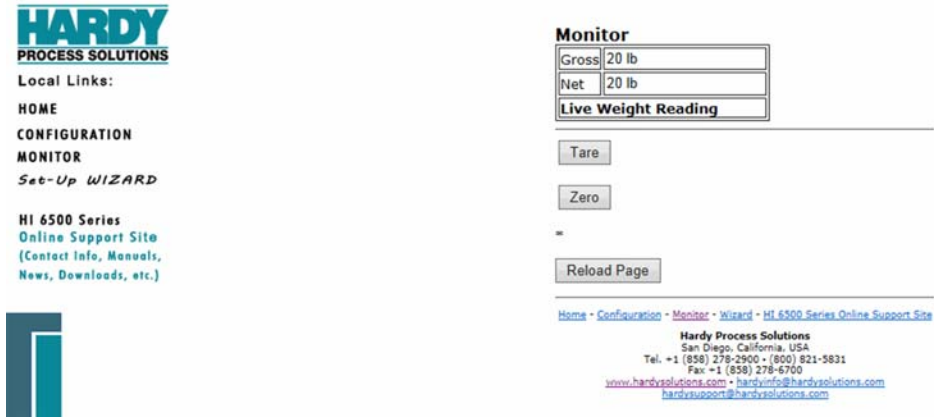 HARDY
PROCESS SOLUTIONS
Local Links:
HOME
CONFIGURATION
MONITOR
Set-Up WIZARD
HI 6500 Series
Online Support Site
(Contact Info, Manuals,
News, Downloads, etc.)
Monitor
Gross 20 lb
Net 20 lb
Live Weight Reading
Tare
Zero
=
Reload Page
Home - Configuration - Monitor - Wizard - HI 6500 Series Online Support Site
Hardy Process Solutions
San Diego, California, USA
Tel. +1 (858) 278-2900 • (800) 821-5831
Fax +1 (858) 278-6700
www.hardysolutions.com • hardyinfo@hardysolutions.com
hardysupport@hardysolutions.com